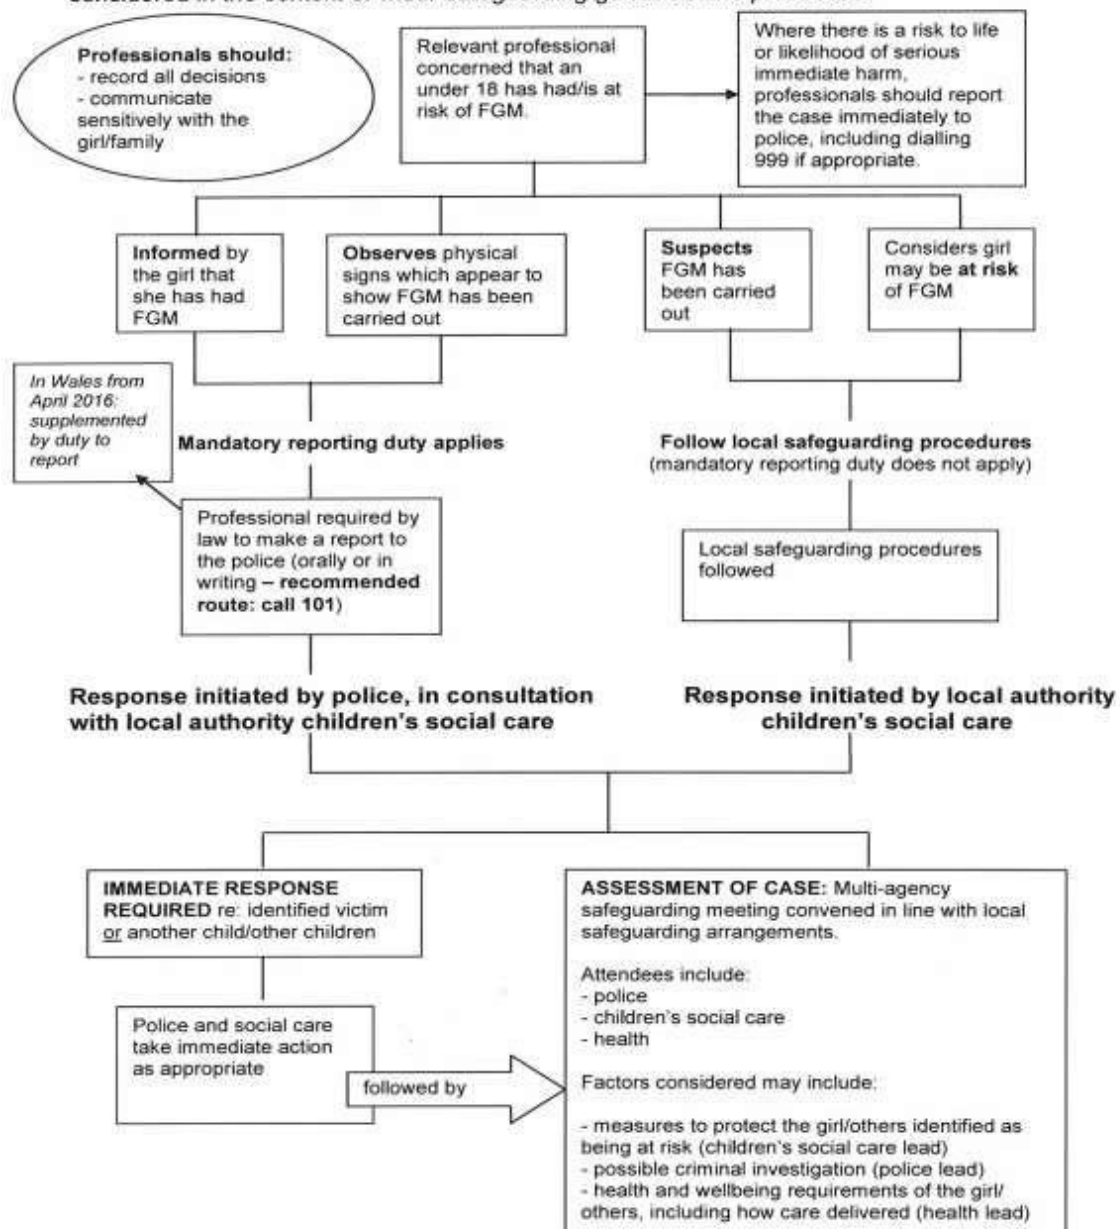 Professionals should:
- record all decisions
- communicate
sensitively with the
girl/family
Relevant professional
concerned that an
under 18 has had/is at
risk of FGM.
Where there is a risk to life
or likelihood of serious
immediate harm,
professionals should report
the case immediately to
police, including dialling
999 if appropriate.
Informed by
the girl that
she has had
FGM
Observes physical
signs which appear to
show FGM has been
carried out
Suspects
FGM has
been carried
out
Considers girl
may be at risk
of FGM
In Wales from
April 2016:
supplemented
by duty to
report
Mandatory reporting duty applies
Follow local safeguarding procedures
(mandatory reporting duty does not apply)
Professional required by
law to make a report to
the police (orally or in
writing – recommended
route: call 101)
Local safeguarding procedures
followed
Response initiated by police, in consultation
with local authority children's social care
Response initiated by local authority
children's social care
IMMEDIATE RESPONSE
REQUIRED re: identified victim
or another child/other children
ASSESSMENT OF CASE: Multi-agency
safeguarding meeting convened in line with local
safeguarding arrangements.
Attendees include:
- police
- children's social care
- health
Factors considered may include:
- measures to protect the girl/others identified as
being at risk (children's social care lead)
- possible criminal investigation (police lead)
- health and wellbeing requirements of the girl/
others, including how care delivered (health lead)
Police and social care
take immediate action
as appropriate
followed by